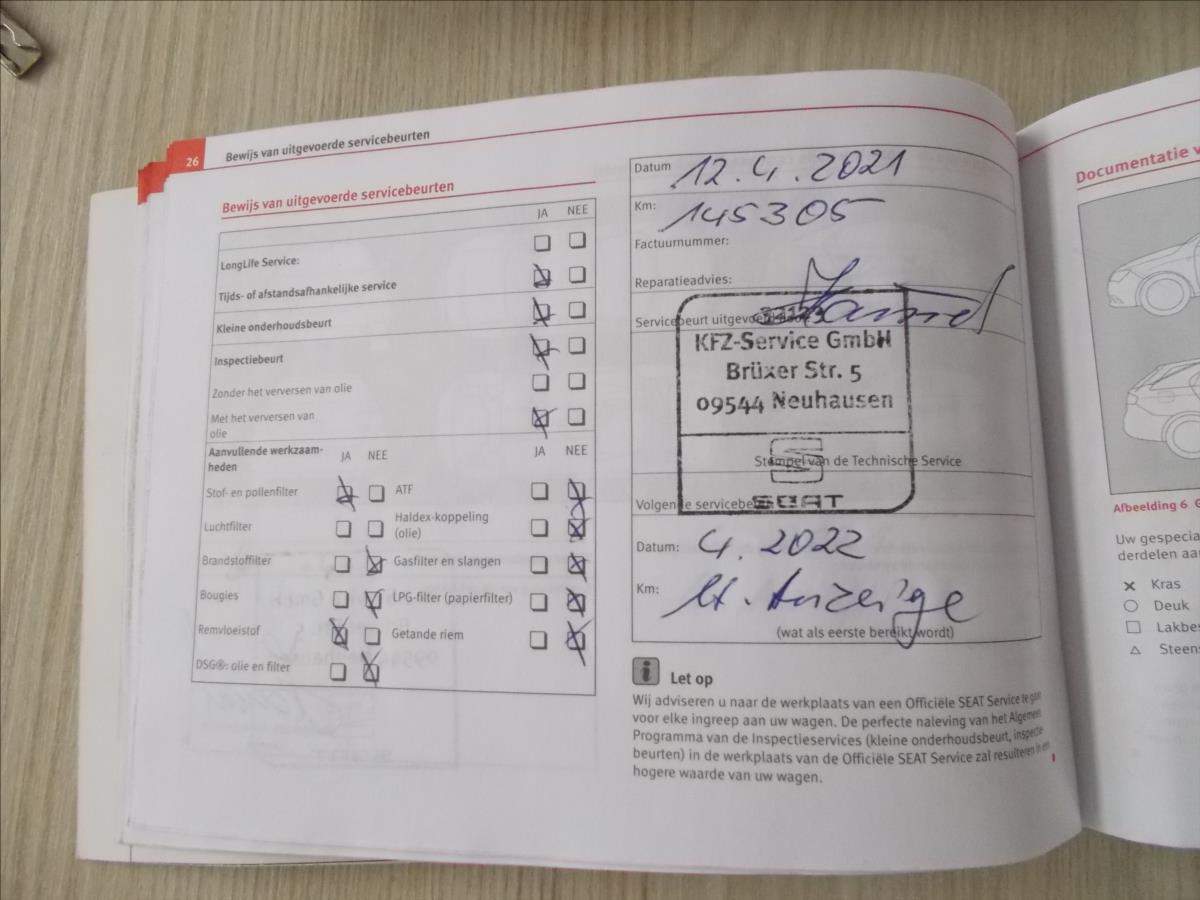 26
Bewijs van uitgevoerde servicebeurten
Bewijs van uitgevoerde servicebeurten
JA NEE
LongLife Service:
Tijds- of afstandsafhankelijke service
Kleine onderhoudsbeurt
Inspectiebeurt
Zonder het verversen van olie
Met het verversen van
olie
Aanvullende werkzaam-
heden
JA NEE
JA NEE
Stof- en pollenfilter
ATF
Luchtfilter
Haldex-koppeling
(olie)
Brandstoffilter
Gasfilter en slangen
Bougies
LPG-filter (papierfilter)
Remvloeistof
Getande riem
DSG®: olie en filter
Datum
12.4.2021
Km:
145305
Factuurnummer:
Reparatieadvies:
Servicebeurt uitgevoerd
KFZ-Service GmbH
Brüxer Str. 5
09544 Neuhausen
Stempel van de Technische Service
SEAT
Volgende
Datum:
4.2022
Km:
lt. Anzeige
(wat als eerste bereikt wordt)
i
Let op
Wij adviseren u naar de werkplaats van een Officiële SEAT Service te gaan
voor elke ingreep aan uw wagen. De perfecte naleving van het Algemeen
Programma van de Inspectieservices (kleine onderhoudsbeurt, inspectie
beurten) in de werkplaats van de Officiële SEAT Service zal resulteren in een
hogere waarde van uw wagen.
Documentatie
Afbeelding 6
Uw
derdelen
Kras
Deuk